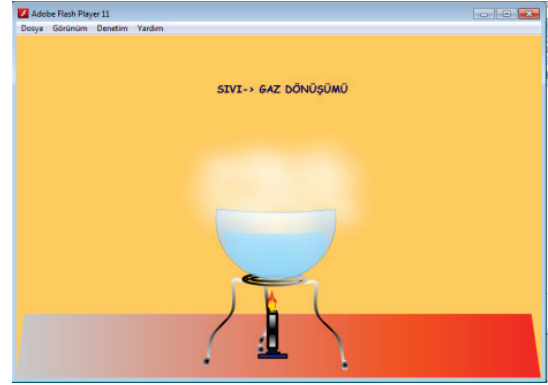 Adobe Flash Player 11
Dosya Görünüm Denetim Yardım
SIVI-> GAZ DÖNÜŞÜMÜ